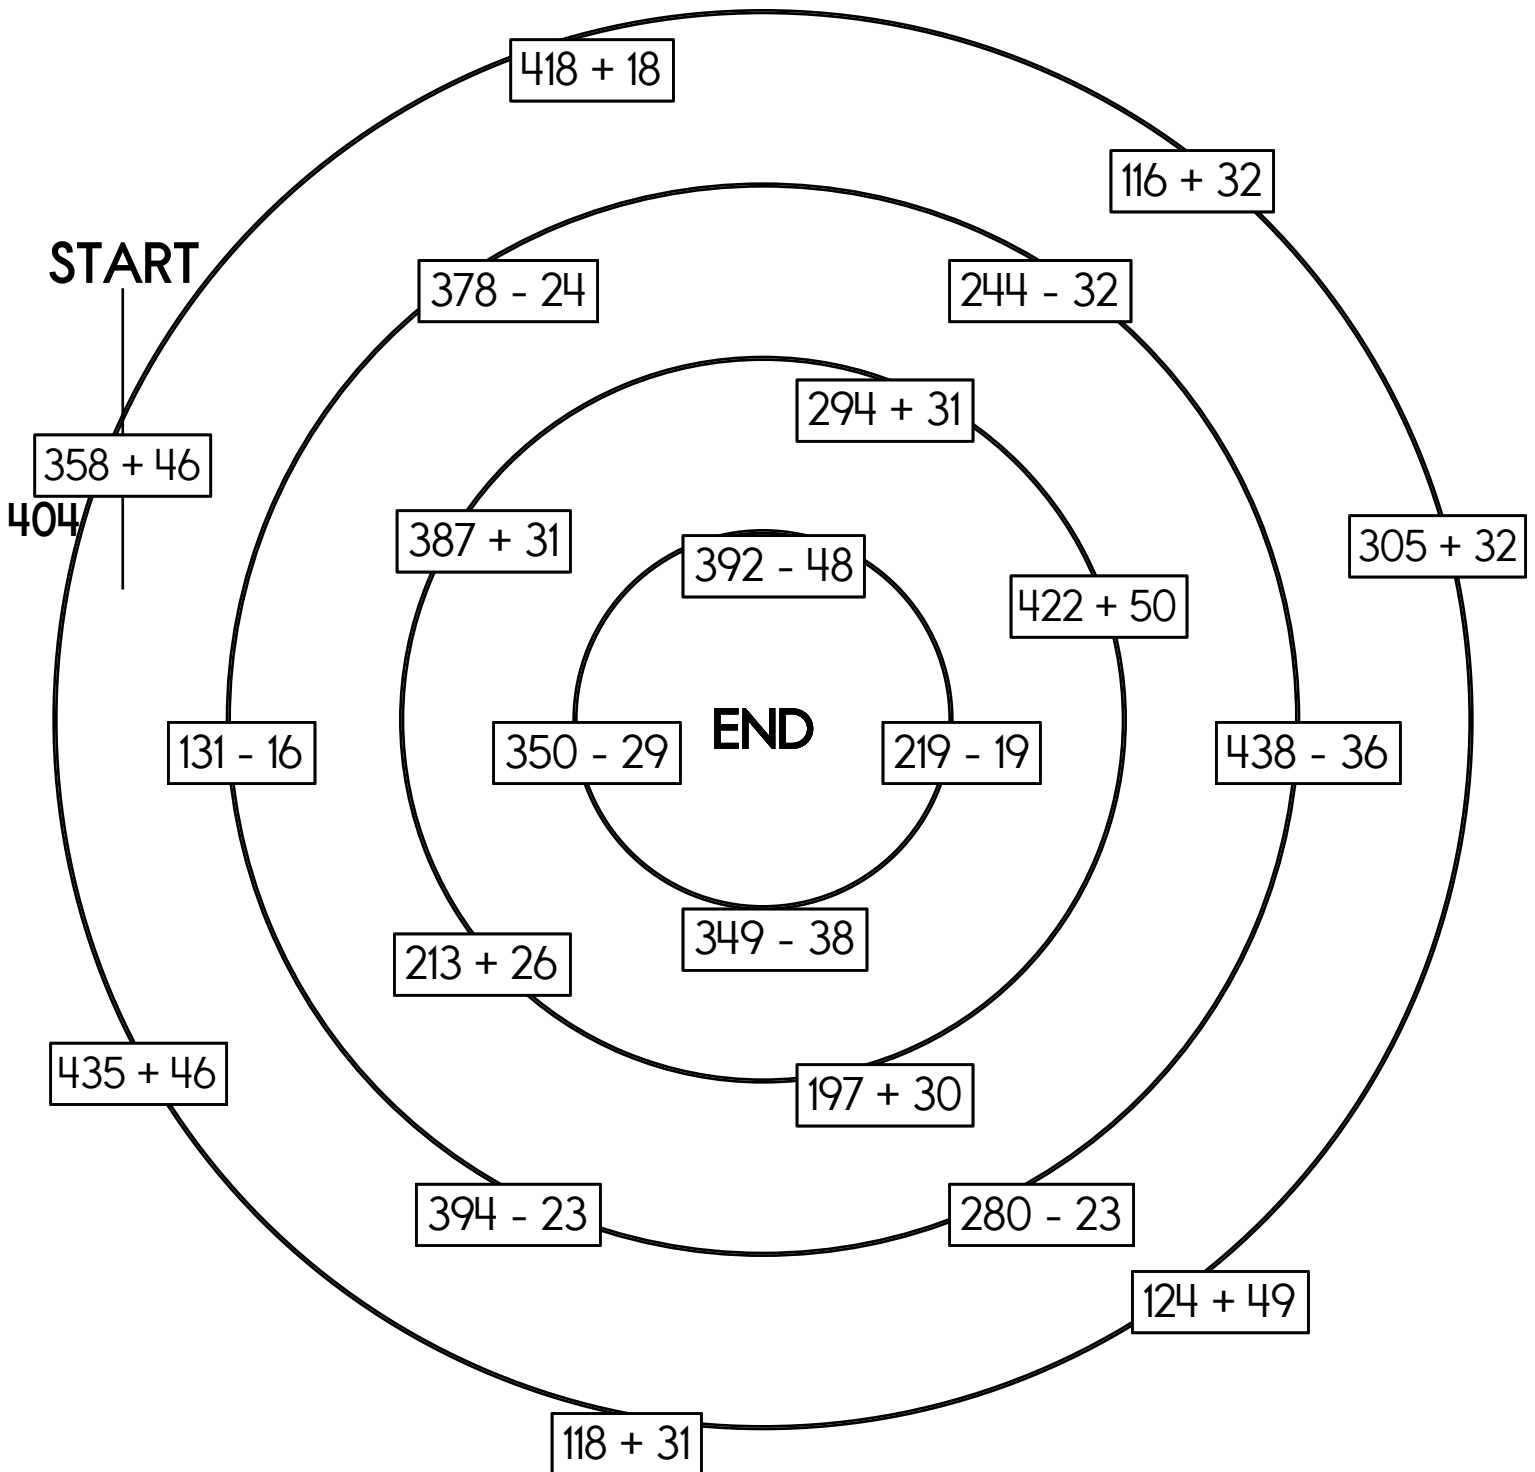 418 + 18
116 + 32
START
378 - 24
244 - 32
294 + 31
358 + 46
404
387 + 31
305 + 32
392 - 48
422 + 50
131 - 16
350 - 29
END
219 - 19
438 - 36
349 - 38
213 + 26
435 + 46
197 + 30
394 - 23
280 - 23
124 + 49
118 + 31